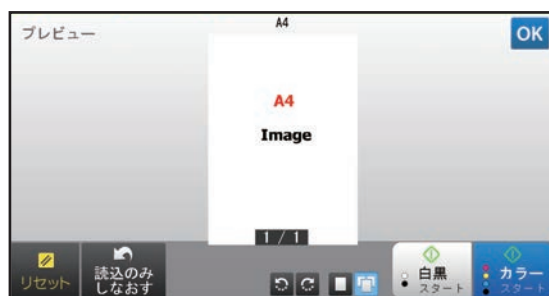 A4
プレビュー
OK
A4
Image
1 / 1
リセット
読込のみ
しなおす
白黒
スタート
カラー
スタート